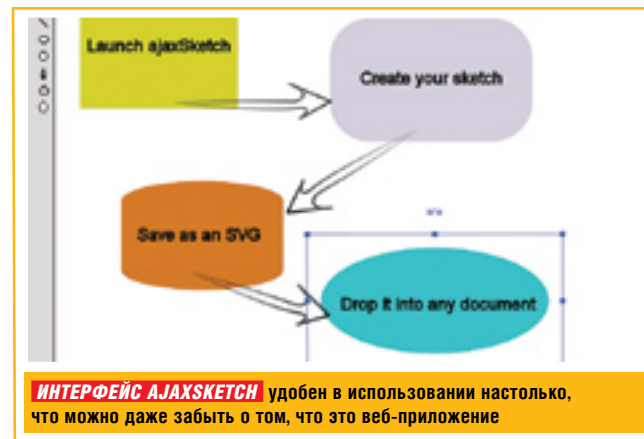 Launch ajaxSketch
Create your sketch
Save as an SVG
Drop it into any document
ИНТЕРФЕЙС AJAXSKETCH удобен в использовании настолько,
что можно даже забыть о том, что это веб-приложение